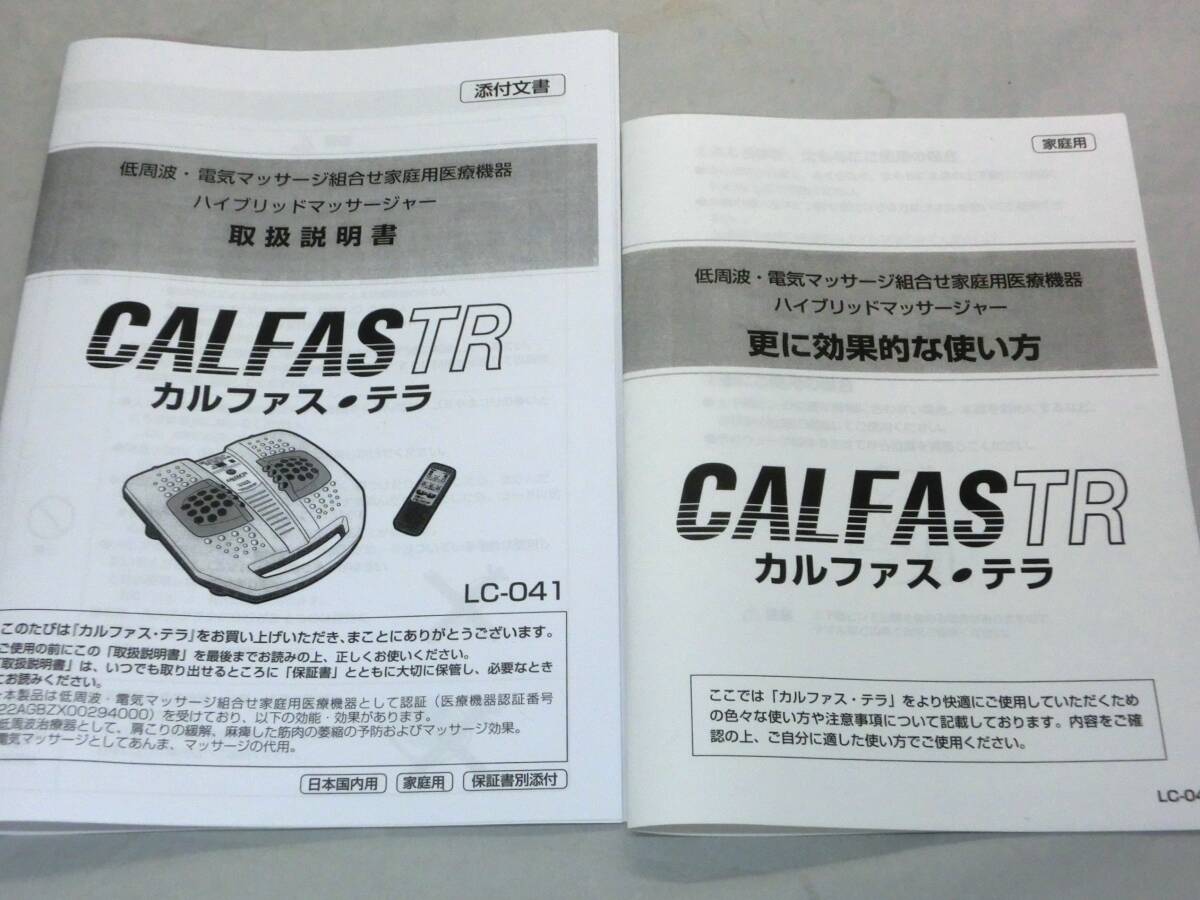 添付文書
低周波・電気マッサージ組合せ家庭用医療機器
ハイブリッドマッサージャー
取扱説明書
CALFASTR
カルファス・テラ
LC-041
このたびは「カルファス・テラ」をお買い上げいただき、まことにありがとうございます。
ご使用の前にこの「取扱説明書」を最後までお読みの上、正しくお使いください。
「取扱説明書」は、いつでも取り出せるところに「保証書」とともに大切に保管し、必要なとき
にお読みください。
本製品は低周波・電気マッサージ組合せ家庭用医療機器として認証（医療機器認証番号
22AGBZX00294000）を受けており、以下の効能・効果があります。
低周波治療器として、肩こりの緩解、麻痺した筋肉の萎縮の予防およびマッサージ効果。
電気マッサージとしてあんま、マッサージの代用。
日本国内用 家庭用 保証書別添付
家庭用
低周波・電気マッサージ組合せ家庭用医療機器
ハイブリッドマッサージャー
更に効果的な使い方
CALFASTR
カルファス・テラ
ここでは「カルファス・テラ」をより快適にご使用していただくため
の色々な使い方や注意事項について記載しております。内容をご確
認の上、ご自分に適した使い方でご使用ください。
LC-04